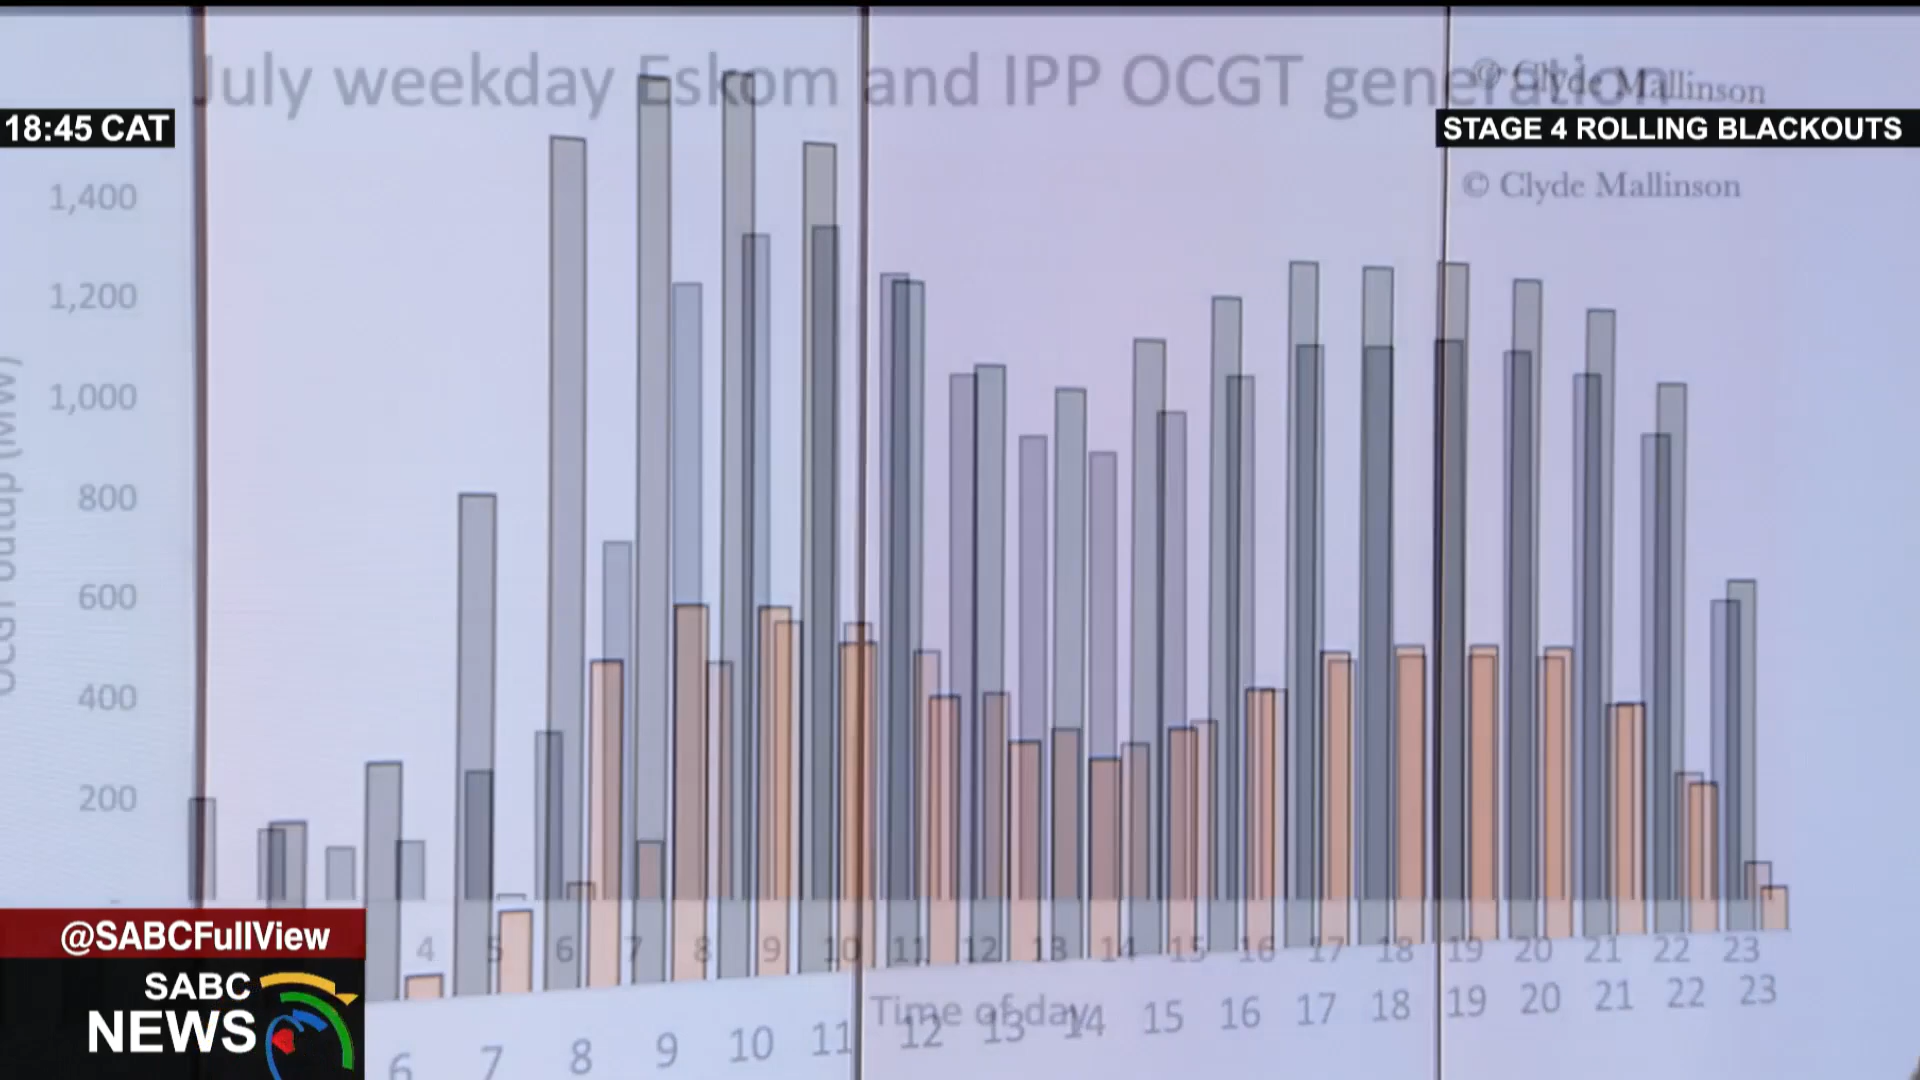 July weekday Eskom and IPP OCGT generation
© Clyde Mallinson
18:45 CAT
STAGE 4 ROLLING BLACKOUTS
© Clyde Mallinson
1,400
1,200
1,000
800
600
400
200
-
OCGT outup (MW)
4 5 6 7 8 9 10 11 12 13 14 15 16 17 18 19 20 21 22 23
Time of day
6 7 8 9 10 11 12 13 14 15 16 17 18 19 20 21 22 23
@SABCFullView
SABC
NEWS